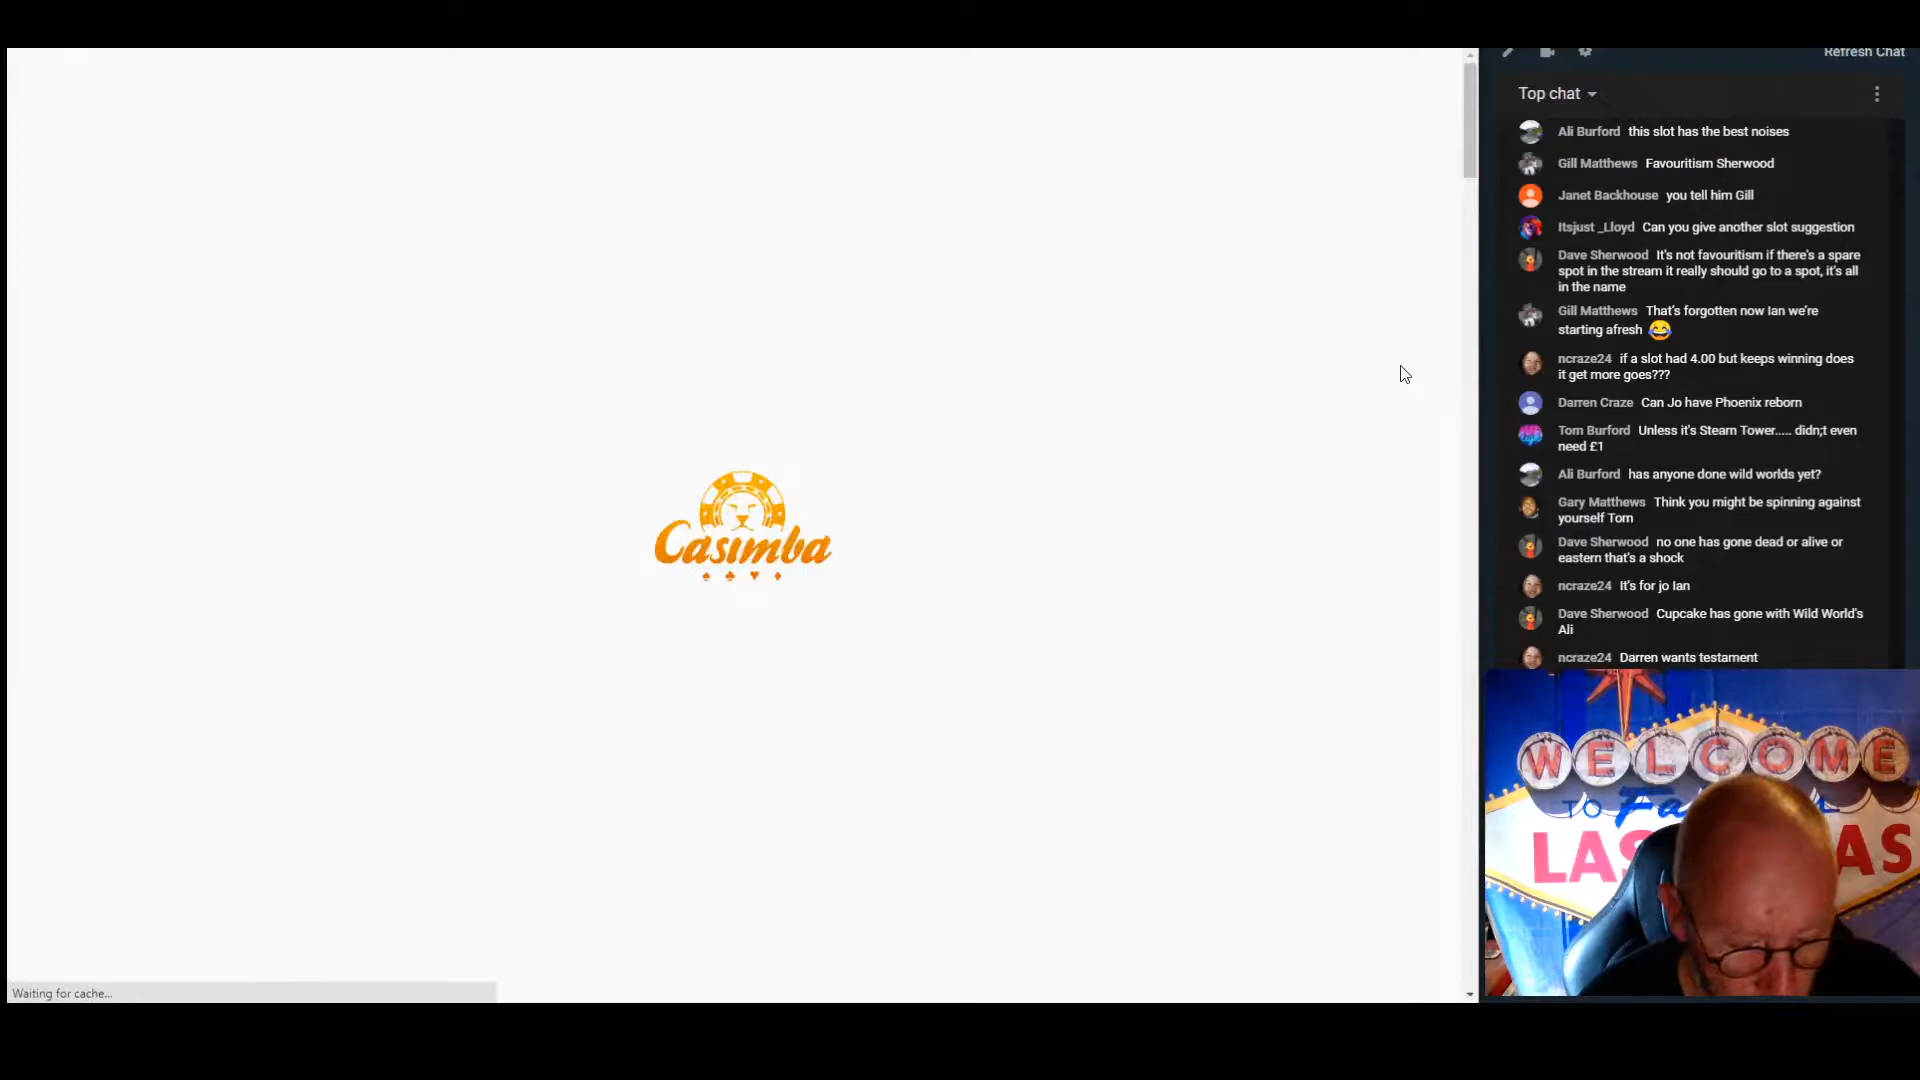 Refresh Chat
Top chat
Ali Burford this slot has the best noises
Gill Matthews Favouritism Sherwood
Janet Backhouse you tell him Gill
Itsjust _Lloyd Can you give another slot suggestion
Dave Sherwood It's not favouritism if there's a spare
spot in the stream it really should go to a spot, it's all
in the name
Gill Matthews That's forgotten now Ian we're
starting afresh 😂
ncraze24 if a slot had 4.00 but keeps winning does
it get more goes???
Darren Craze Can Jo have Phoenix reborn
Tom Burford Unless it's Steam Tower..... didn;t even
need £1
Ali Burford has anyone done wild worlds yet?
Gary Matthews Think you might be spinning against
yourself Tom
Dave Sherwood no one has gone dead or alive or
eastern that's a shock
ncraze24 It's for jo Ian
Dave Sherwood Cupcake has gone with Wild World's
Ali
ncraze24 Darren wants testament
Casimba
Waiting for cache...
WELCOME
TO
LAS
AS